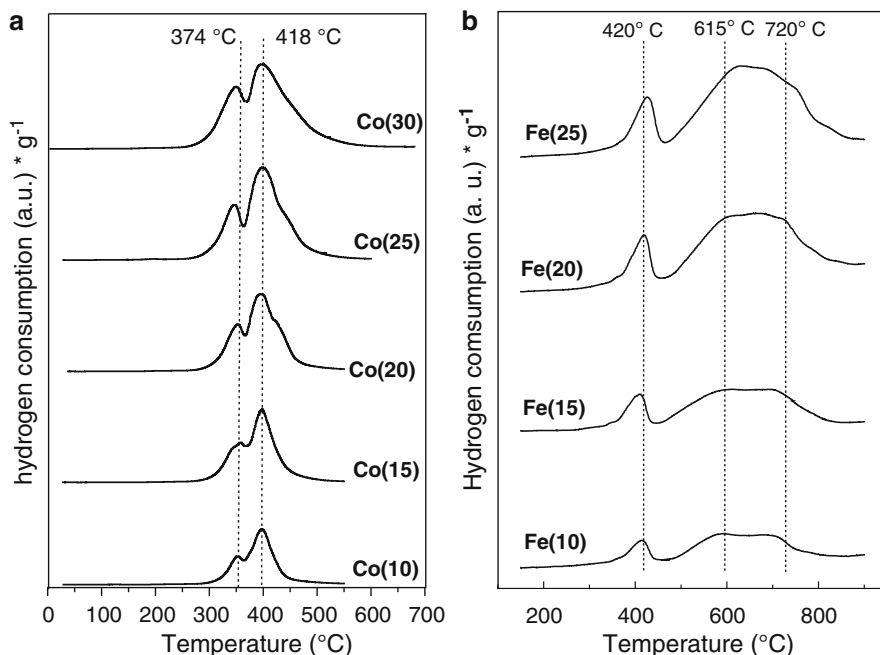 a
374 °C
418 °C
Co(30)
Co(25)
Co(20)
Co(15)
Co(10)
hydrogen consumption (a.u.) * g-1
0 100 200 300 400 500 600 700
Temperature (°C)
b
420° C
615° C
720° C
Fe(25)
Fe(20)
Fe(15)
Fe(10)
Hydrogen comsumption (a. u.) * g-1
200 400 600 800
Temperature (°C)